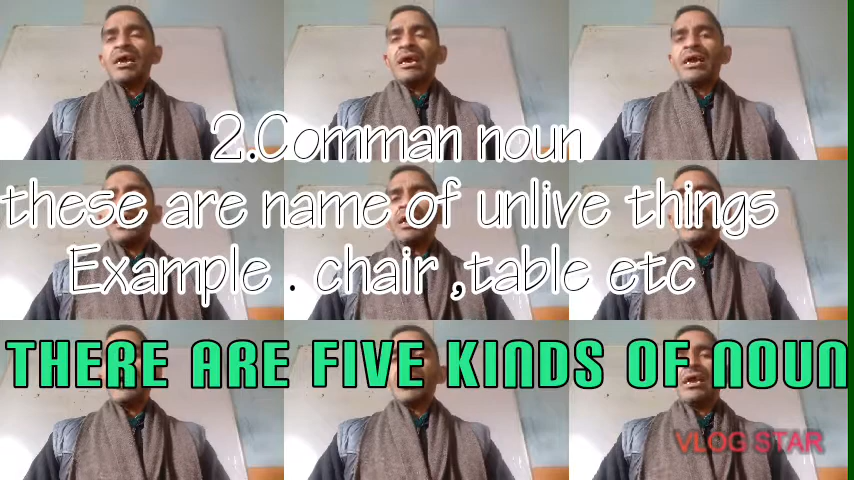 2.Comman noun
these are name of unlive things
Example . chair ,table etc
THERE ARE FIVE KINDS OF NOUN
VLOG STAR